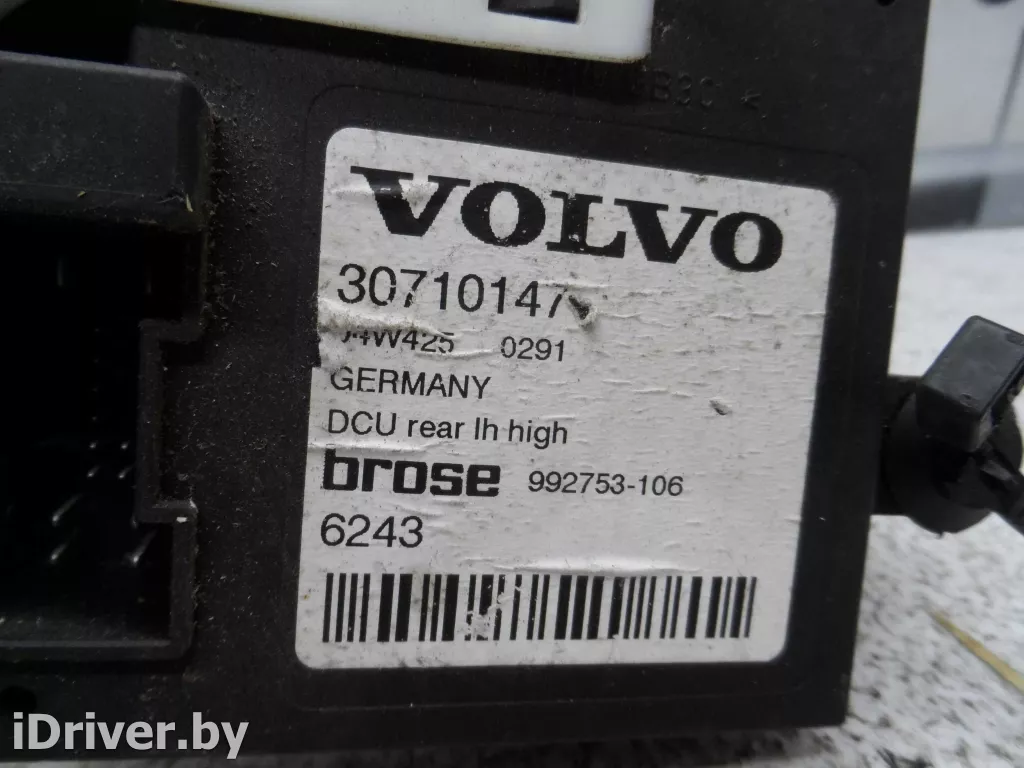 VOLVO
30710147
0291
GERMANY
DCU rear lh high
brose 992753-106
6243
iDriver.by